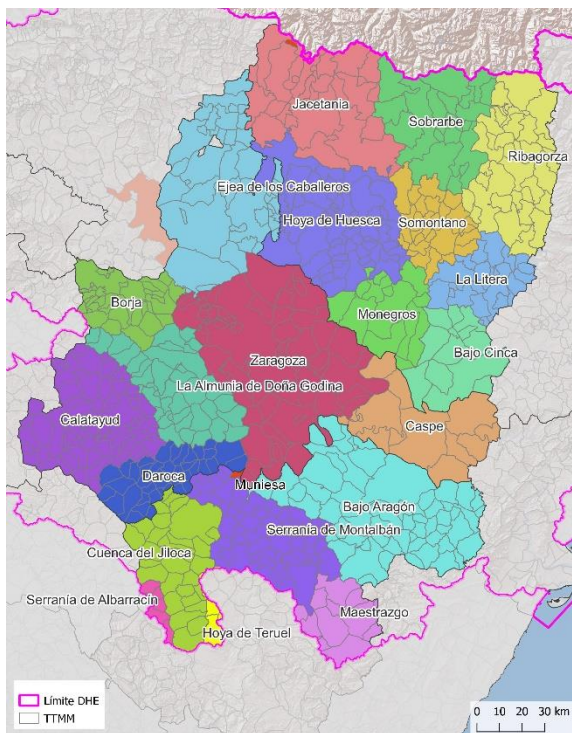 Jacetania
Sobrarbe
Ribagorza
Ejea de los Caballeros
Hoya de Huesca
Somontano
La Litera
Borja
Monegros
Bajo Cinca
Zaragoza
La Almunia de Doña Godina
Calatayud
Caspe
Daroca
Muniesa
Bajo Aragón
Serranía de Montalbán
Cuenca del Jiloca
Serranía de Albarracín
Maestrazgo
Hoya de Teruel
Límite DHE
TTMM
0 10 20 30 km